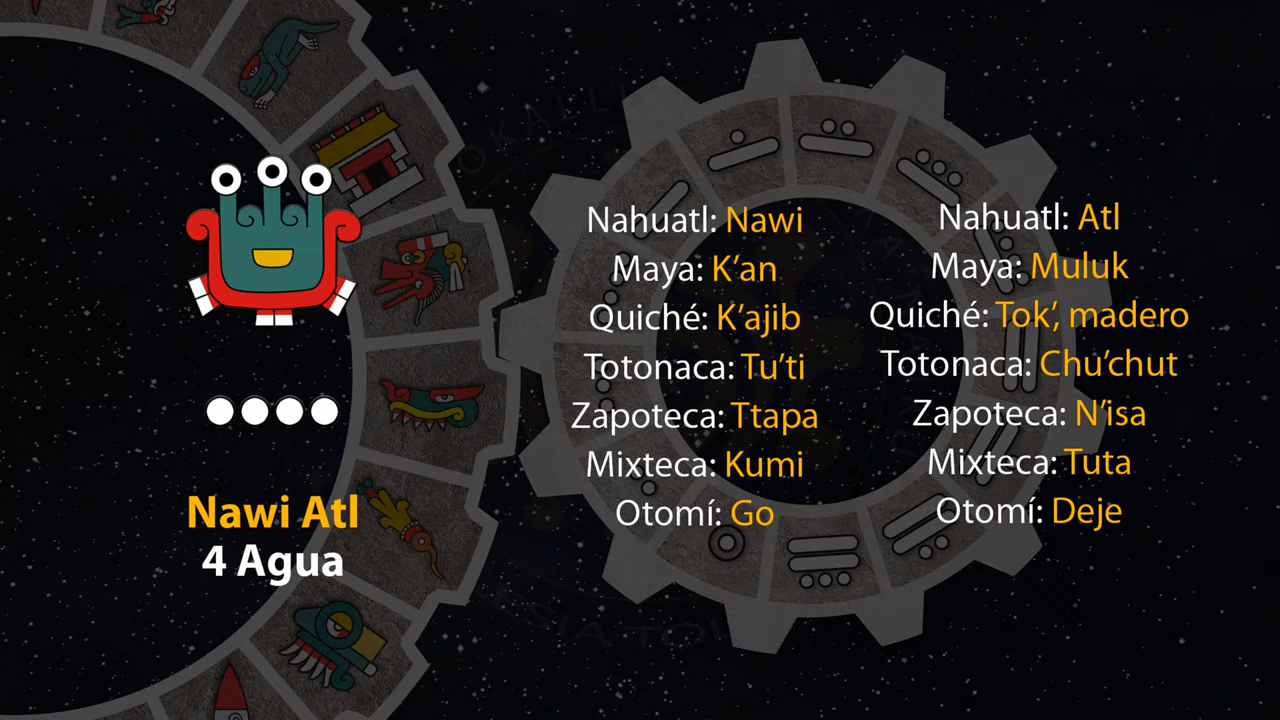 Nawi Atl
4 Agua
Nahuatl: Nawi
Maya: K’an
Quiché: K’ajib
Totonaca: Tu’ti
Zapoteca: Ttapa
Mixteca: Kumi
Otomí: Go
Nahuatl: Atl
Maya: Muluk
Quiché: Tok’, madero
Totonaca: Chu’chut
Zapoteca: N’isa
Mixteca: Tuta
Otomí: Deje